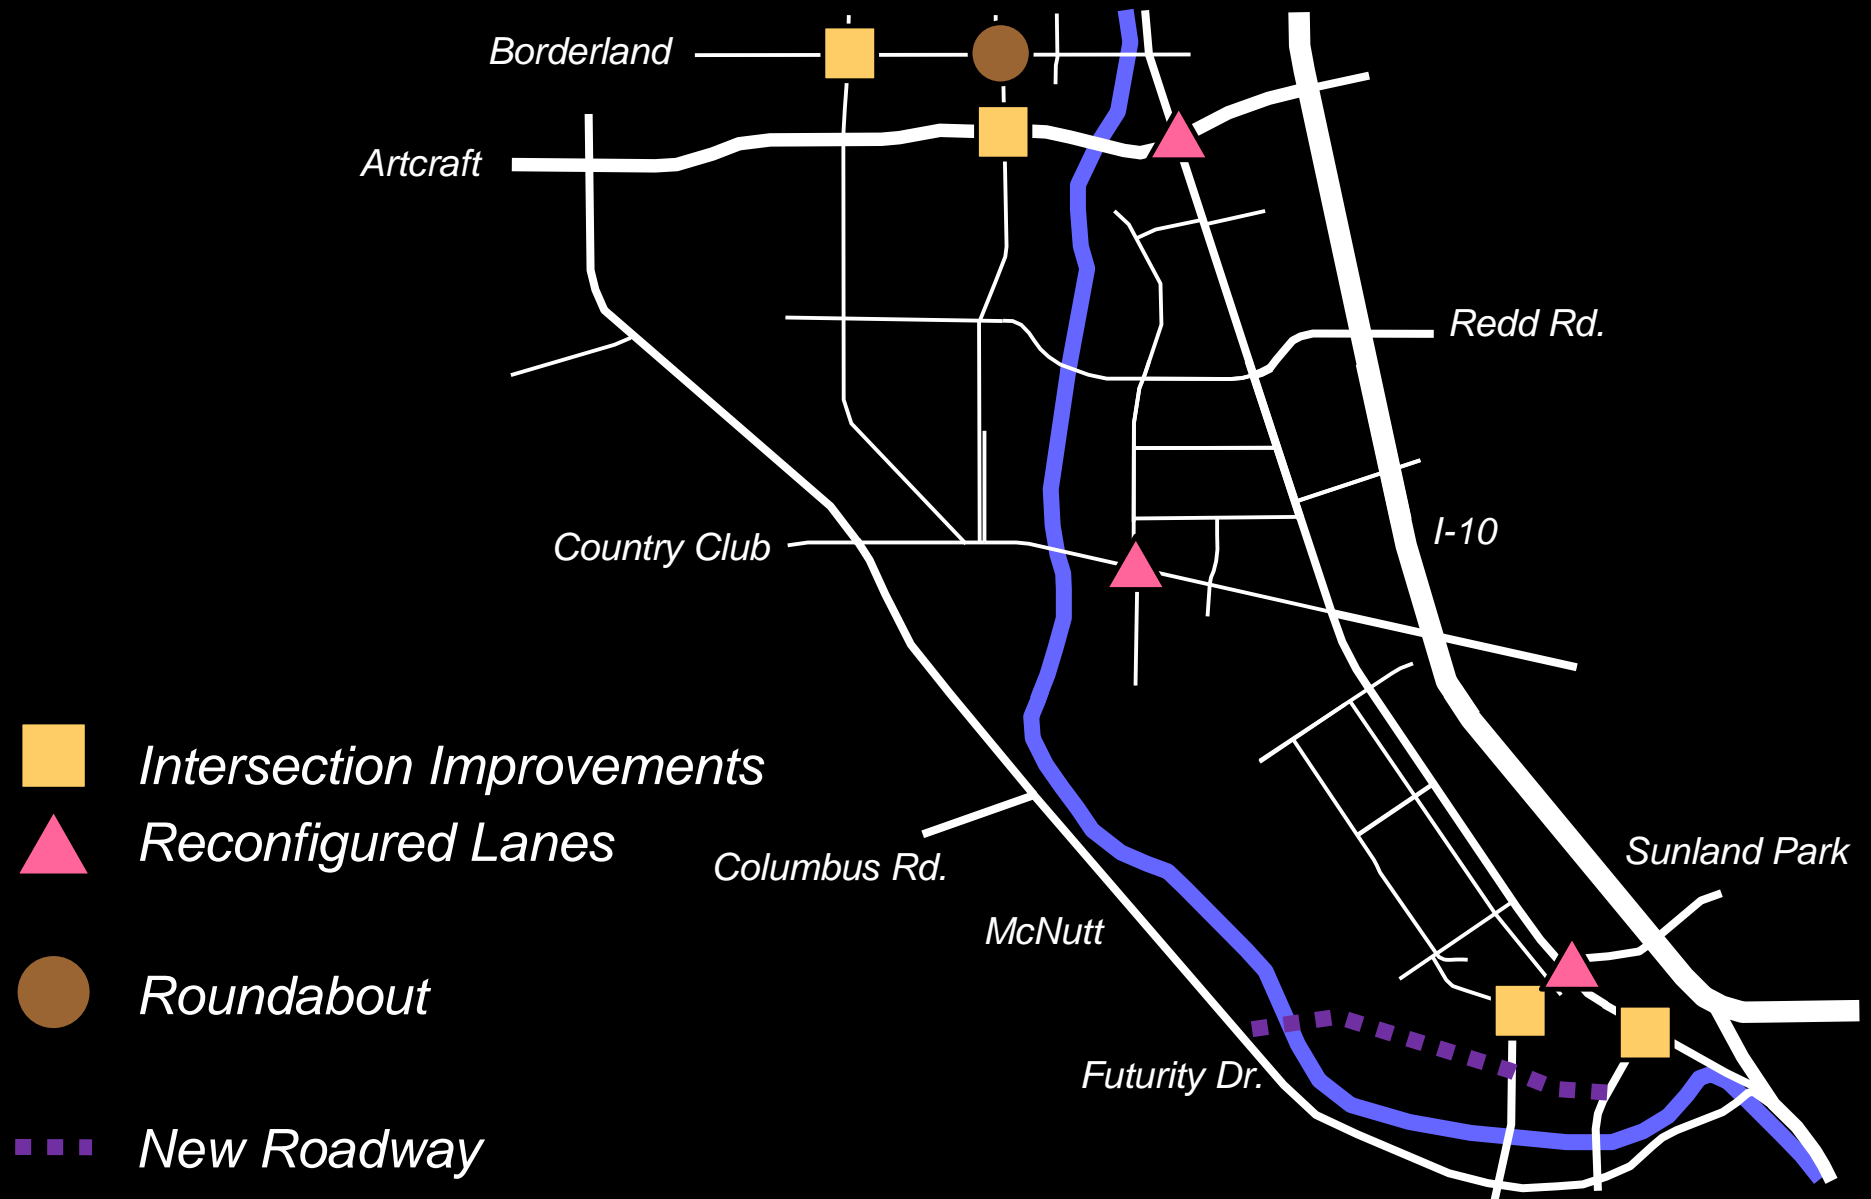 Borderland
Artcraft
Redd Rd.
I-10
Country Club
Intersection Improvements
Reconfigured Lanes
Sunland Park
Columbus Rd.
McNutt
Roundabout
Futurity Dr.
New Roadway